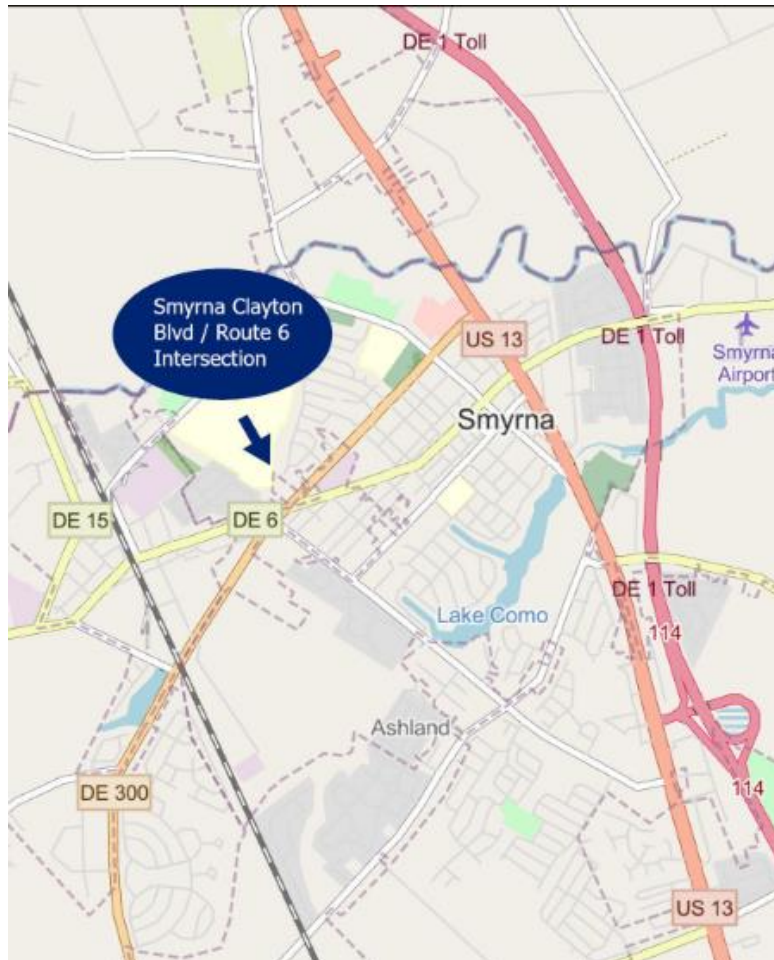 DE 1 Toll
Smyrna Clayton
Blvd / Route 6
Intersection
US 13
DE 1 Toll
Smyrna
Airport
Smyrna
DE 15
DE 6
DE 1 Toll
Lake Como
114
Ashland
DE 300
114
US 13